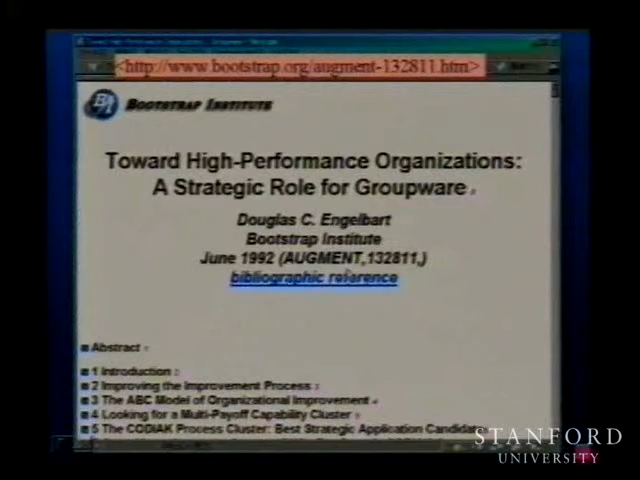 <http://www.bootstrap.org/augment-132811.htm>
BI BOOTSTRAP INSTITUTE
Toward High-Performance Organizations:
A Strategic Role for Groupware
Douglas C. Engelbart
Bootstrap Institute
June 1992 (AUGMENT,132811,)
bibliographic reference
Abstract
1 Introduction
2 Improving the Improvement Process
3 The ABC Model of Organizational Improvement
4 Looking for a Multi-Payoff Capability Cluster
5 The CODIAK Process Cluster: Best Strategic Application Candidate
STANFORD
UNIVERSITY